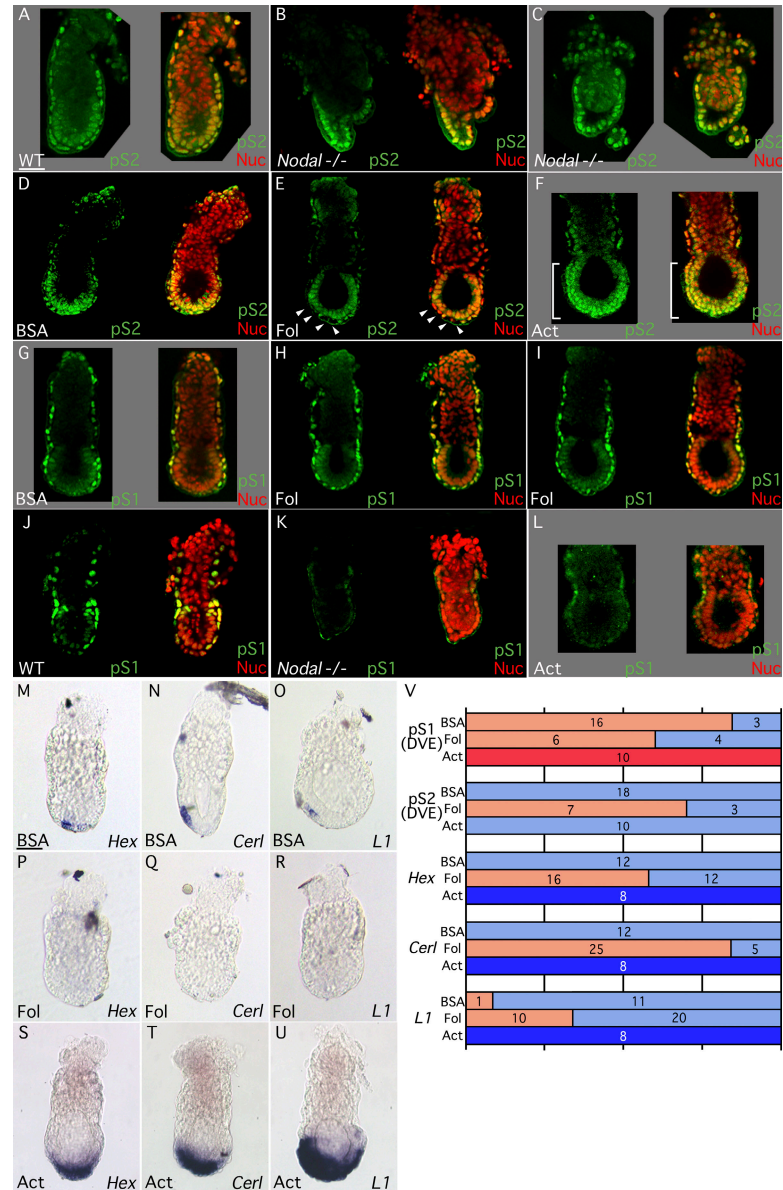 A
WT
pS2
Nuc
B
Nodal -/- pS2
Nuc
C
Nodal -/- pS2
pS2
Nuc
D
BSA pS2
pS2
Nuc
E
Fol pS2
pS2
Nuc
F
Act pS2
pS2
Nuc
G
BSA pS1
pS1
Nuc
H
Fol pS1
pS1
Nuc
I
Fol pS1
pS1
Nuc
J
WT pS1
Nuc
K
Nodal -/- pS1
Nuc
L
Act pS1
Nuc
M
BSA Hex
N
BSA Cerl
O
BSA L1
P
Fol Hex
Q
Fol Cerl
R
Fol L1
S
Act Hex
T
Act Cerl
U
Act L1
V
pS1
(DVE)
BSA 16 3
Fol 6 4
Act 10
pS2
(DVE)
BSA 18
Fol 7 3
Act 10
Hex
BSA 12
Fol 16 12
Act 8
Cerl
BSA 12
Fol 25 5
Act 8
L1
BSA 1 11
Fol 10 20
Act 8